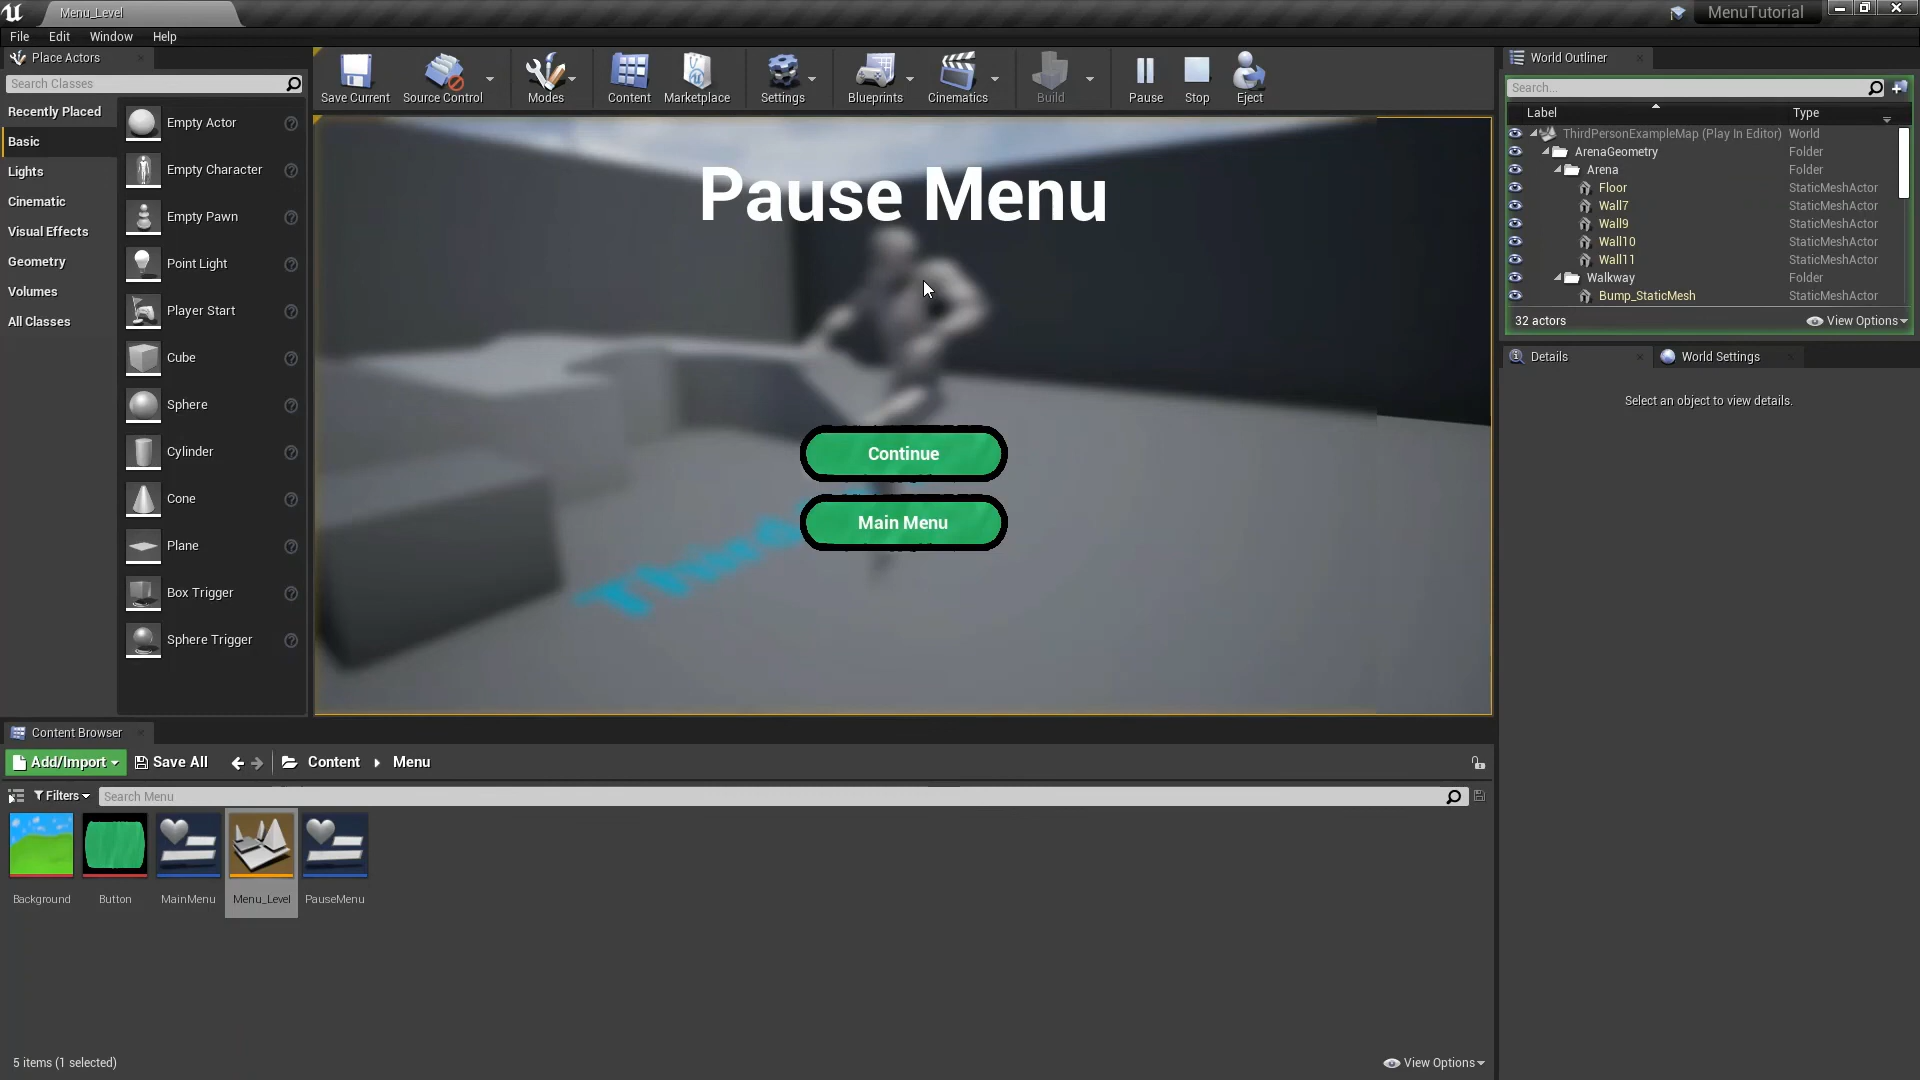 Menu_Level
MenuTutorial
File Edit Window Help
Place Actors
Search Classes
Recently Placed
Basic
Lights
Cinematic
Visual Effects
Geometry
Volumes
All Classes
Empty Actor
Empty Character
Empty Pawn
Point Light
Player Start
Cube
Sphere
Cylinder
Cone
Plane
Box Trigger
Sphere Trigger
Save Current Source Control Modes Content Marketplace Settings Blueprints Cinematics Build Pause Stop Eject
Pause Menu
Continue
Main Menu
World Outliner
Search...
Label Type
ThirdPersonExampleMap (Play In Editor) World
ArenaGeometry Folder
Arena Folder
Floor StaticMeshActor
Wall7 StaticMeshActor
Wall9 StaticMeshActor
Wall10 StaticMeshActor
Wall11 StaticMeshActor
Walkway Folder
Bump_StaticMesh StaticMeshActor
32 actors View Options
Details World Settings
Select an object to view details.
Content Browser
Add/Import Save All Content Menu
Filters Search Menu
Background Button MainMenu Menu_Level PauseMenu
5 items (1 selected) View Options